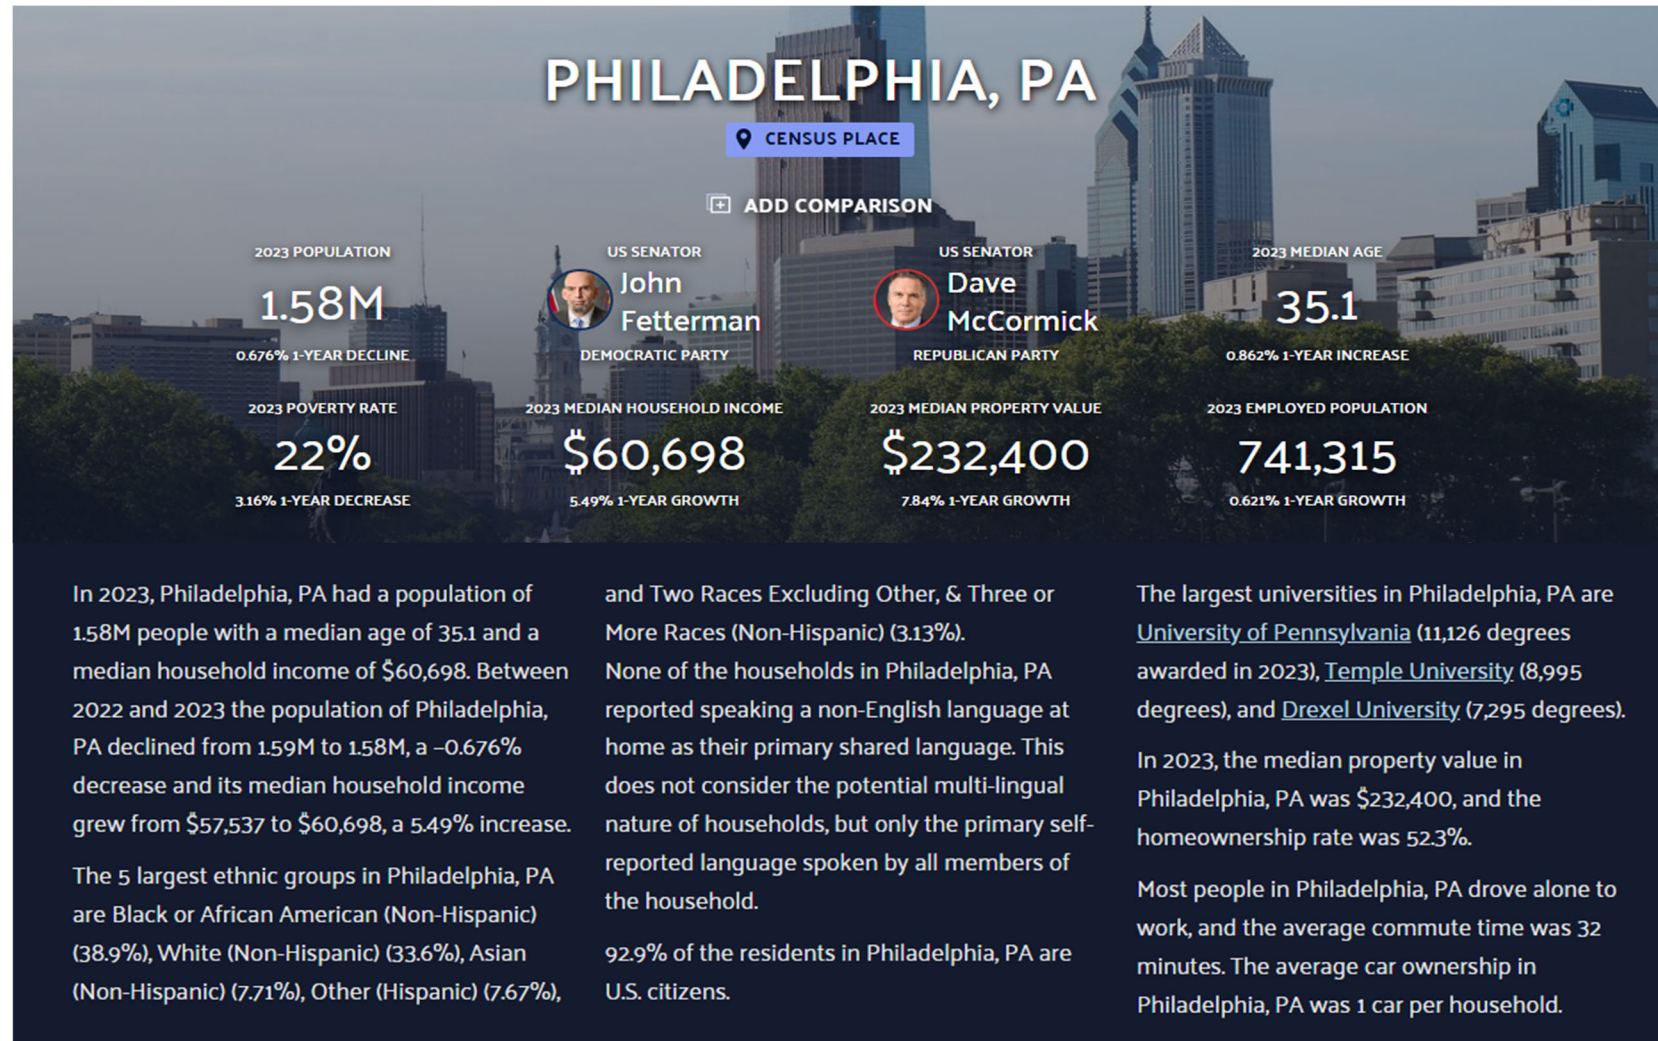 PHILADELPHIA, PA
CENSUS PLACE
ADD COMPARISON
2023 POPULATION
1.58M
0.676% 1-YEAR DECLINE
US SENATOR
John
Fetterman
DEMOCRATIC PARTY
US SENATOR
Dave
McCormick
REPUBLICAN PARTY
2023 MEDIAN AGE
35.1
0.862% 1-YEAR INCREASE
2023 POVERTY RATE
22%
3.16% 1-YEAR DECREASE
2023 MEDIAN HOUSEHOLD INCOME
$60,698
5.49% 1-YEAR GROWTH
2023 MEDIAN PROPERTY VALUE
$232,400
7.84% 1-YEAR GROWTH
2023 EMPLOYED POPULATION
741,315
0.621% 1-YEAR GROWTH
In 2023, Philadelphia, PA had a population of
1.58M people with a median age of 35.1 and a
median household income of $60,698. Between
2022 and 2023 the population of Philadelphia,
PA declined from 1.59M to 1.58M, a −0.676%
decrease and its median household income
grew from $57,537 to $60,698, a 5.49% increase.
The 5 largest ethnic groups in Philadelphia, PA
are Black or African American (Non-Hispanic)
(38.9%), White (Non-Hispanic) (33.6%), Asian
(Non-Hispanic) (7.71%), Other (Hispanic) (7.67%),
and Two Races Excluding Other, & Three or
More Races (Non-Hispanic) (3.13%).
None of the households in Philadelphia, PA
reported speaking a non-English language at
home as their primary shared language. This
does not consider the potential multi-lingual
nature of households, but only the primary self-
reported language spoken by all members of
the household.
92.9% of the residents in Philadelphia, PA are
U.S. citizens.
The largest universities in Philadelphia, PA are
University of Pennsylvania (11,126 degrees
awarded in 2023), Temple University (8,995
degrees), and Drexel University (7,295 degrees).
In 2023, the median property value in
Philadelphia, PA was $232,400, and the
homeownership rate was 52.3%.
Most people in Philadelphia, PA drove alone to
work, and the average commute time was 32
minutes. The average car ownership in
Philadelphia, PA was 1 car per household.